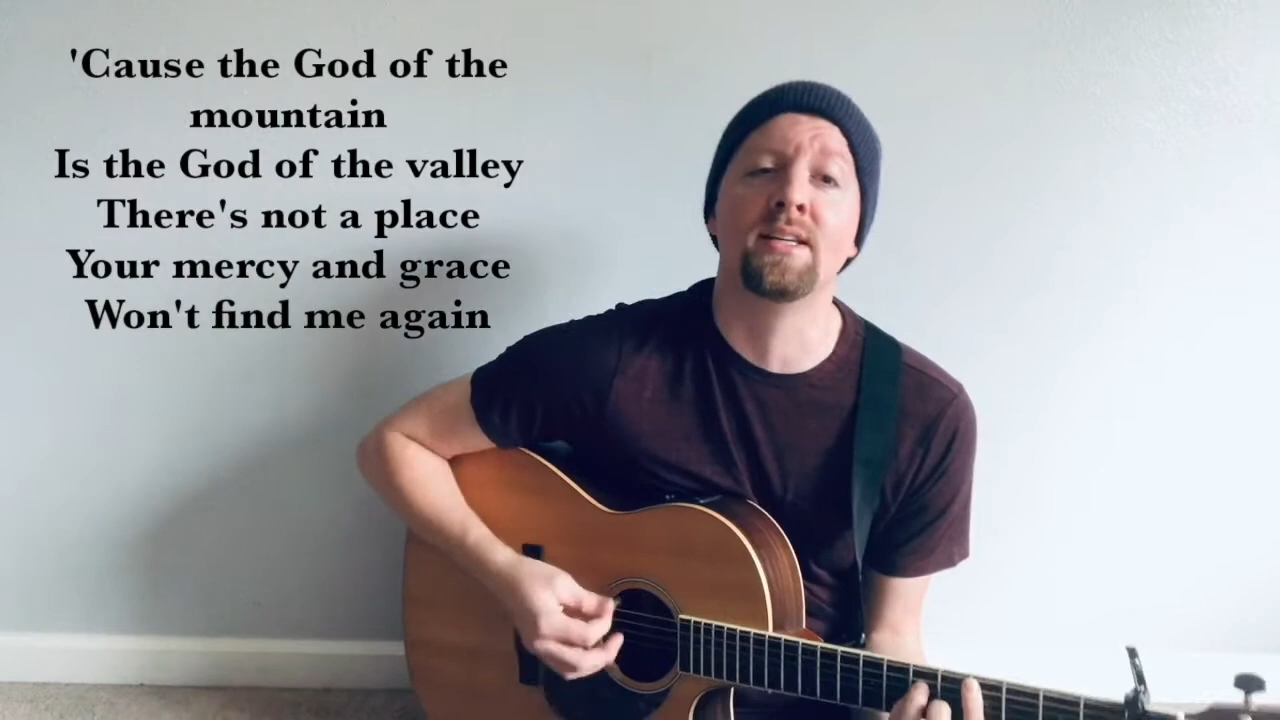 'Cause the God of the
mountain
Is the God of the valley
There's not a place
Your mercy and grace
Won't find me again